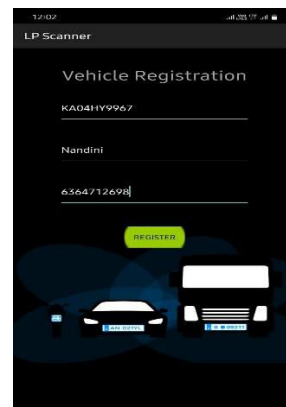 12:02
LP Scanner
Vehicle Registration
KA04HY9967
Nandini
6364712698
REGISTER